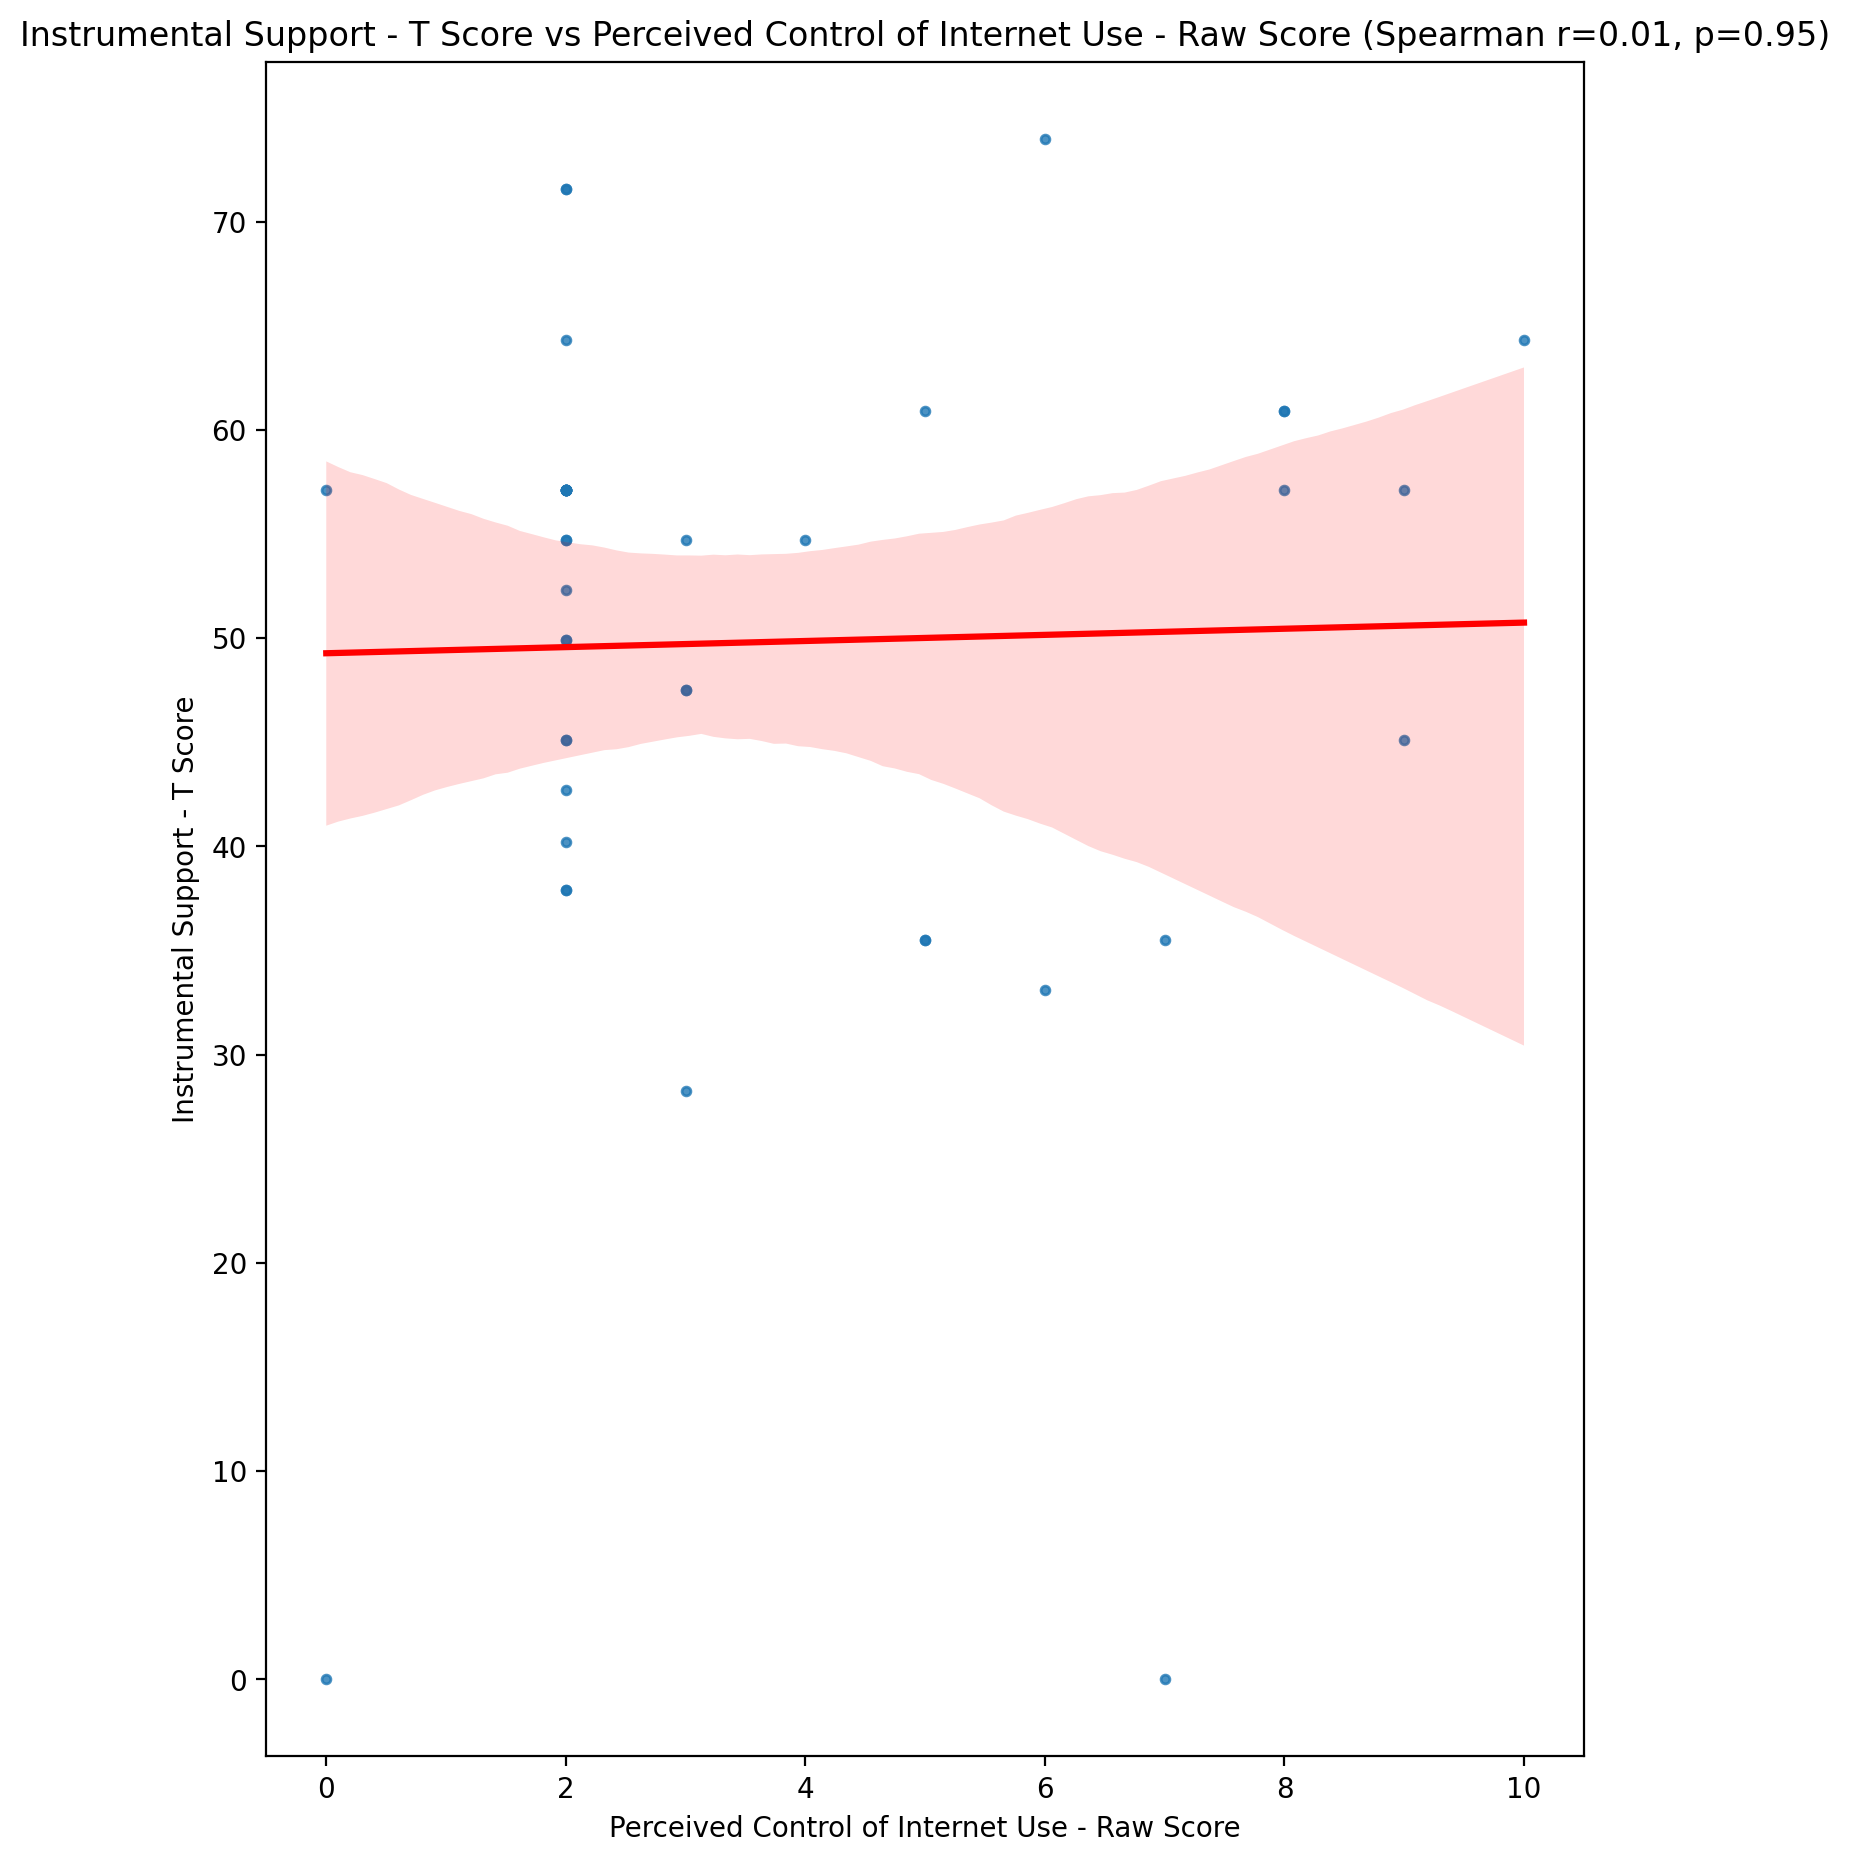 Instrumental Support - T Score vs Perceived Control of Internet Use - Raw Score (Spearman r=0.01, p=0.95)
70
60
50
40
30
20
10
0
Instrumental Support - T Score
0 2 4 6 8 10
Perceived Control of Internet Use - Raw Score